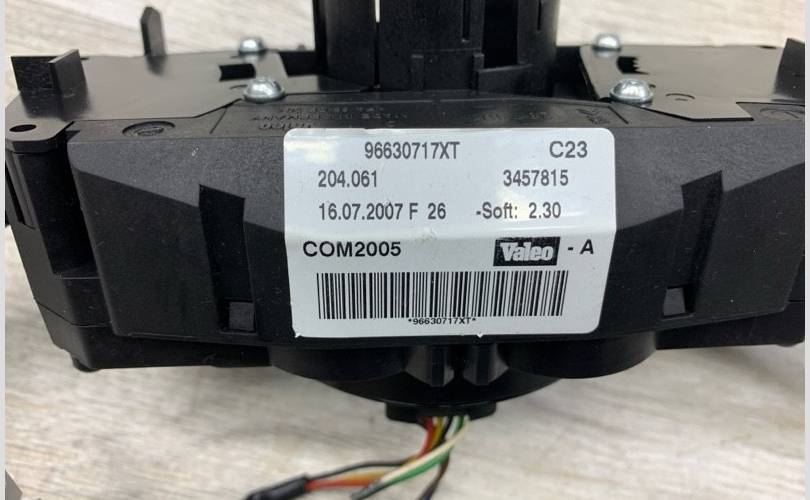 96630717XT C23
204.061 3457815
16.07.2007 F 26 -Soft: 2.30
COM2005 Valeo - A
*96630717XT*